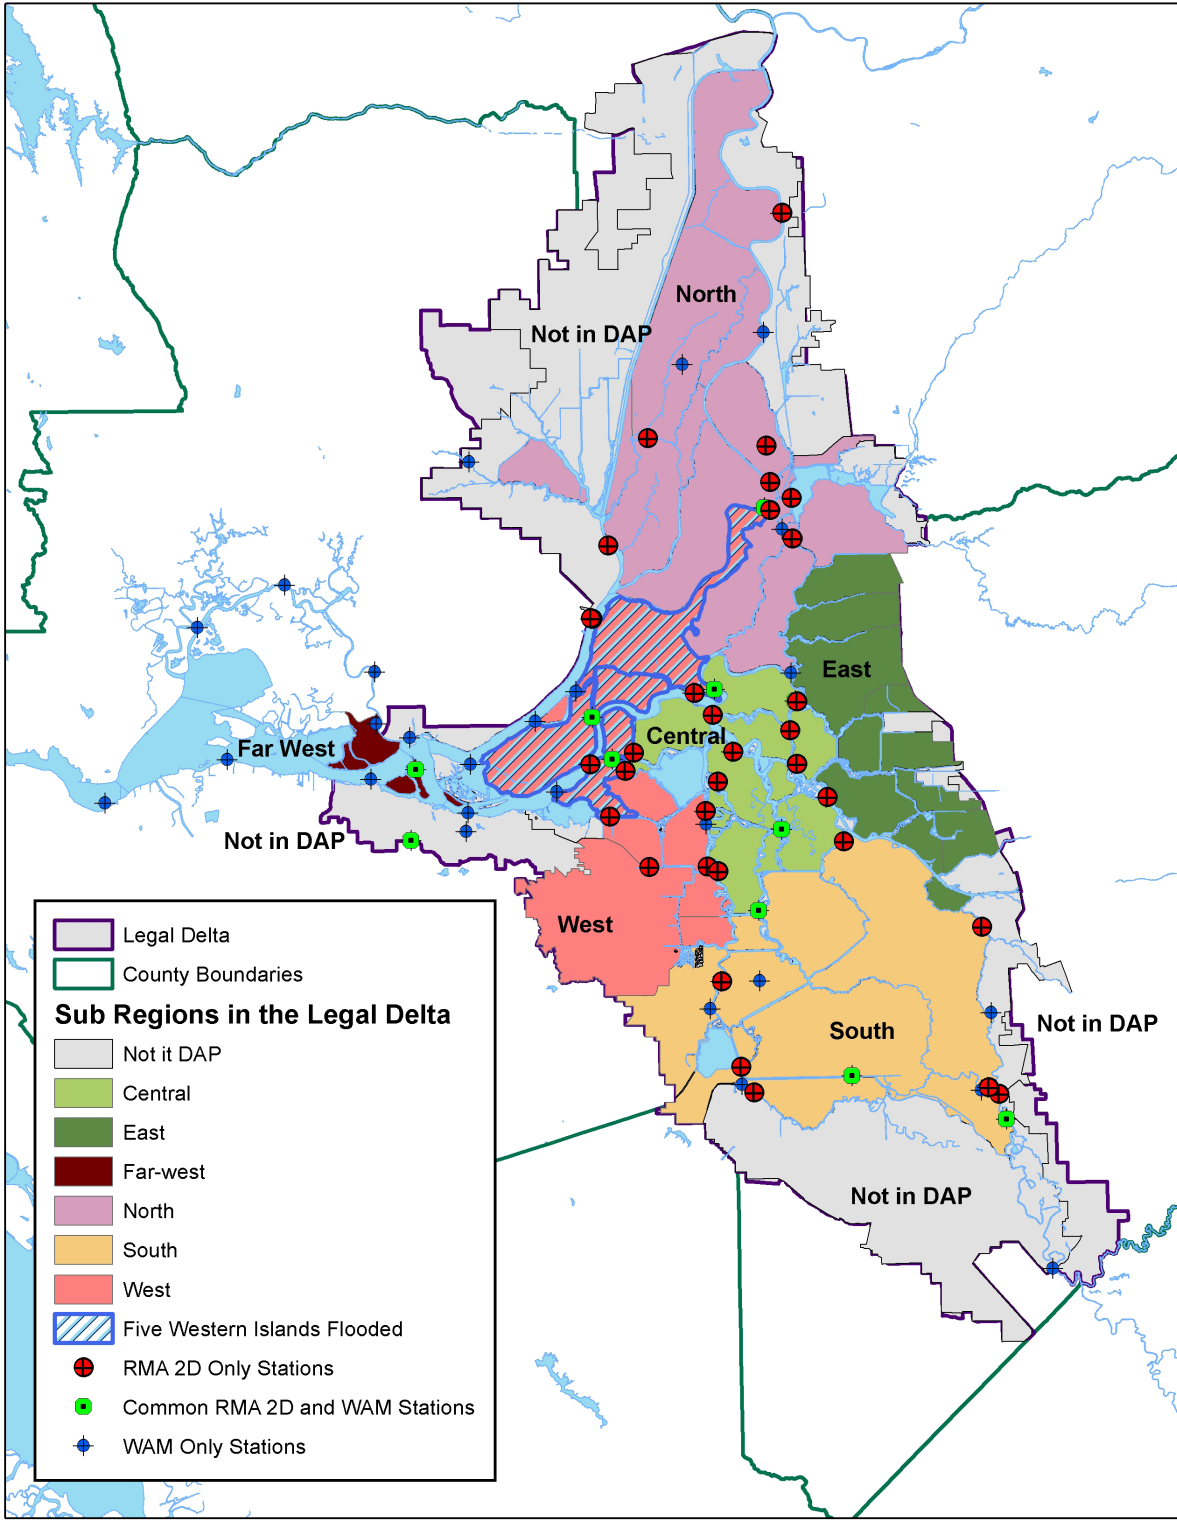 North
Not in DAP
East
Central
Far West
Not in DAP
West
Not in DAP
South
Not in DAP
Legal Delta
County Boundaries
Sub Regions in the Legal Delta
Not it DAP
Central
East
Far-west
North
South
West
Five Western Islands Flooded
RMA 2D Only Stations
Common RMA 2D and WAM Stations
WAM Only Stations